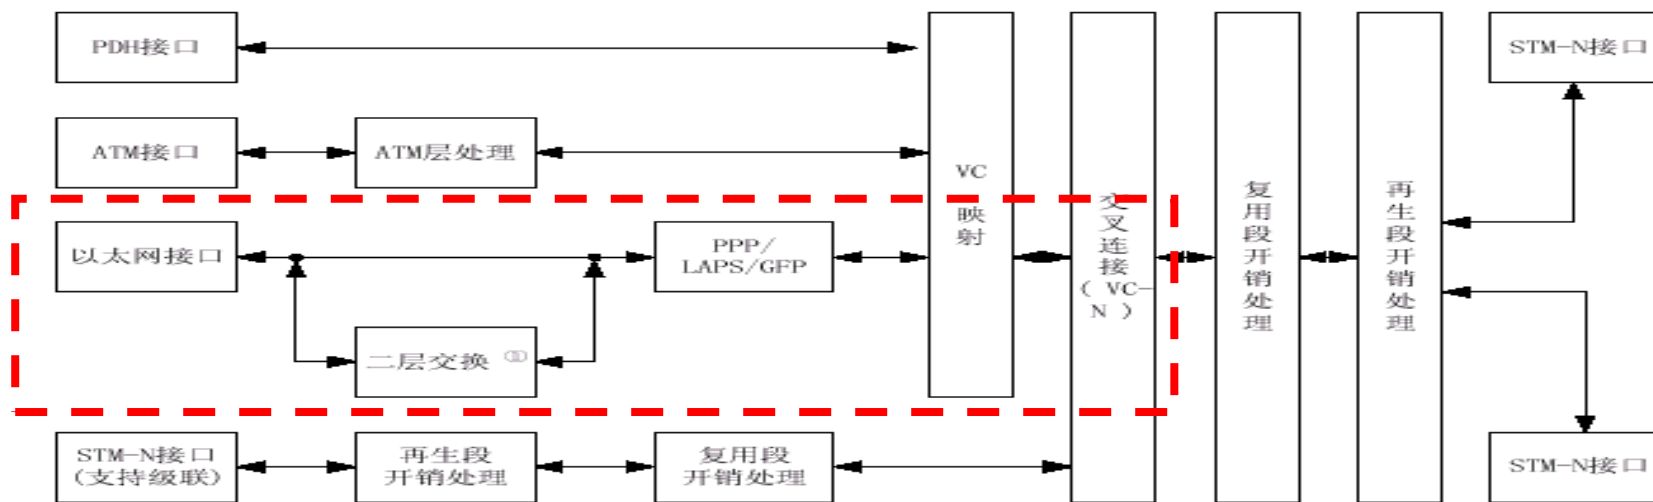 PDH接口
STM-N接口
ATM接口
ATM层处理
VC
映
射
交
叉
连
接
( VC-
N )
复
用
段
开
销
处
理
再
生
段
开
销
处
理
以太网接口
PPP/
LAPS/GFP
二层交换 ①
STM-N接口
(支持级联)
再生段
开销处理
复用段
开销处理
STM-N接口